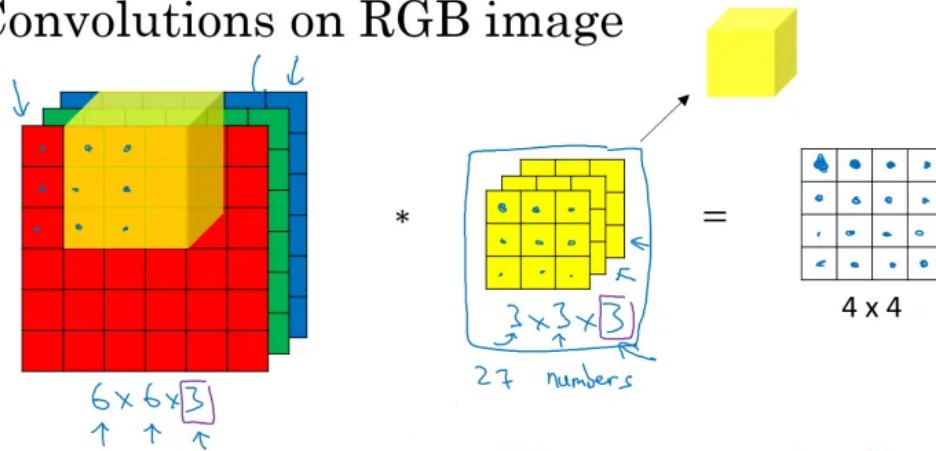 Convolutions on RGB image
*
=
3 x 3 x 3
4 x 4
27 numbers
6 x 6 x 3